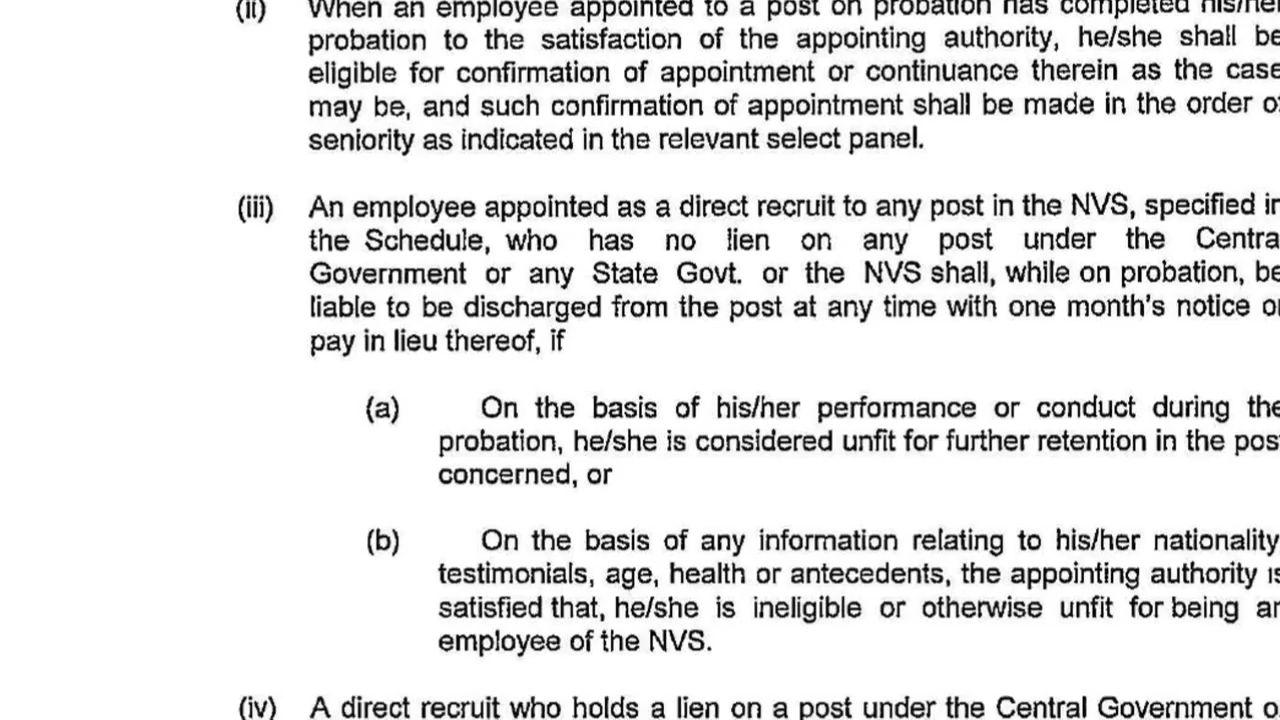 (ii) When an employee appointed to a post on probation has completed his/her
probation to the satisfaction of the appointing authority, he/she shall be
eligible for confirmation of appointment or continuance therein as the case
may be, and such confirmation of appointment shall be made in the order of
seniority as indicated in the relevant select panel.
(iii) An employee appointed as a direct recruit to any post in the NVS, specified in
the Schedule, who has no lien on any post under the Centra
Government or any State Govt. or the NVS shall, while on probation, be
liable to be discharged from the post at any time with one month's notice or
pay in lieu thereof, if
(a) On the basis of his/her performance or conduct during the
probation, he/she is considered unfit for further retention in the pos
concerned, or
(b) On the basis of any information relating to his/her nationality
testimonials, age, health or antecedents, the appointing authority is
satisfied that, he/she is ineligible or otherwise unfit for being an
employee of the NVS.
(iv) A direct recruit who holds a lien on a post under the Central Government o